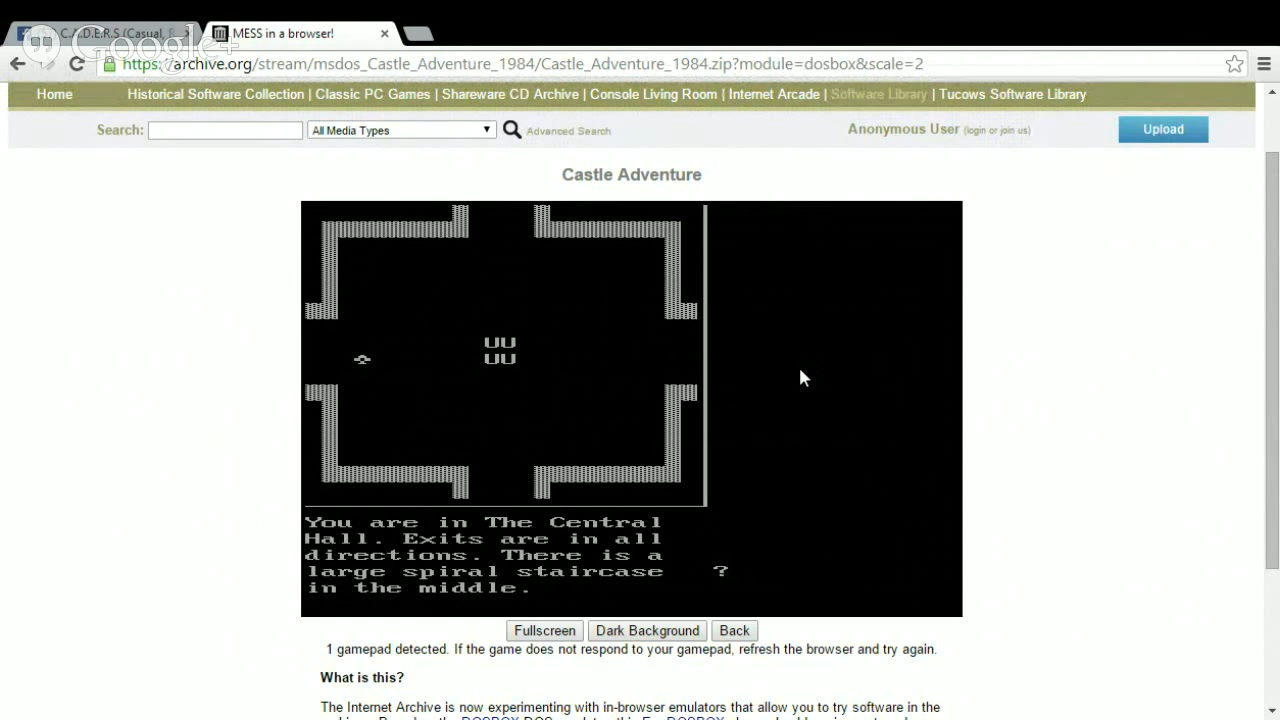 C.A.D.E.R.S (Casual,
MESS in a browser!
Google+
https://archive.org/stream/msdos_Castle_Adventure_1984/Castle_Adventure_1984.zip?module=dosbox&scale=2
Home Historical Software Collection | Classic PC Games | Shareware CD Archive | Console Living Room | Internet Arcade | Software Library | Tucows Software Library
Search: All Media Types Advanced Search Anonymous User (login or join us) Upload
Castle Adventure
UU
UU
You are in The Central
Hall. Exits are in all
directions. There is a
large spiral staircase ?
in the middle.
Fullscreen Dark Background Back
1 gamepad detected. If the game does not respond to your gamepad, refresh the browser and try again.
What is this?
The Internet Archive is now experimenting with in-browser emulators that allow you to try software in the